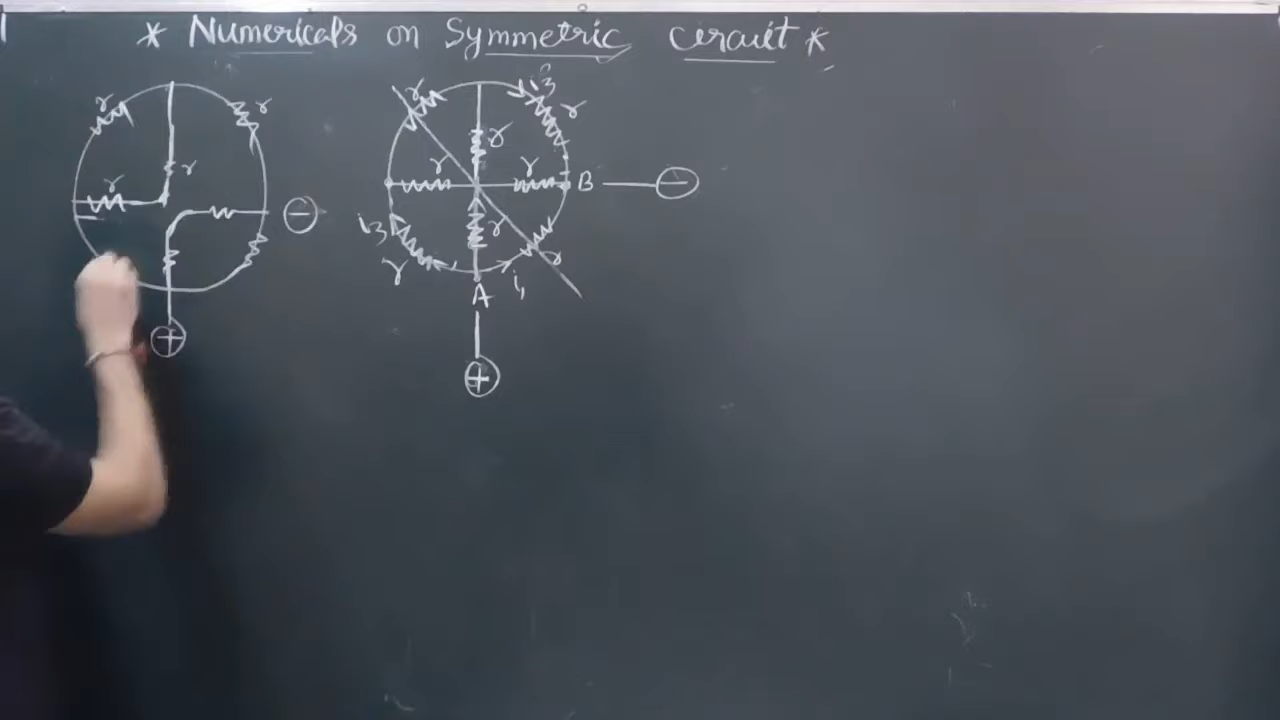 * Numericals on Symmetric circuit *
r r
r r
r
−
+
r i3 r
r
r r B −
i3 r r
r A i1
+